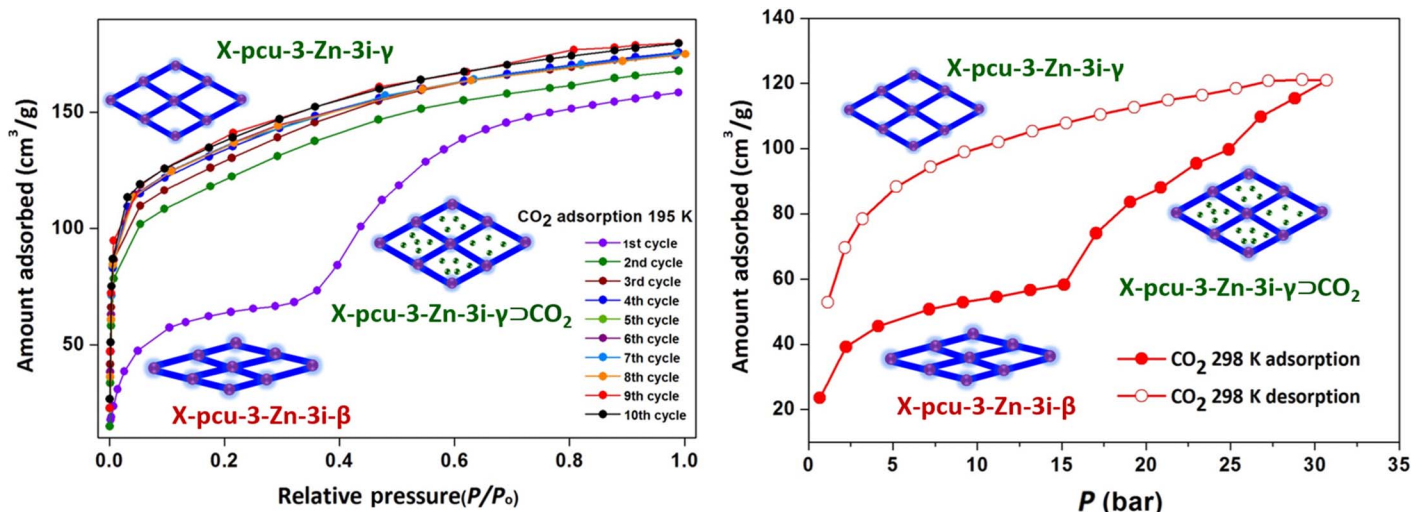 X-pcu-3-Zn-3i-γ
CO2 adsorption 195 K
1st cycle
2nd cycle
3rd cycle
4th cycle
5th cycle
6th cycle
7th cycle
8th cycle
9th cycle
10th cycle
X-pcu-3-Zn-3i-γ⊃CO2
X-pcu-3-Zn-3i-β
Amount adsorbed (cm3/g)
150
100
50
0.0 0.2 0.4 0.6 0.8 1.0
Relative pressure(P/Po)
X-pcu-3-Zn-3i-γ
X-pcu-3-Zn-3i-γ⊃CO2
CO2 298 K adsorption
CO2 298 K desorption
X-pcu-3-Zn-3i-β
Amount adsorbed (cm3/g)
140
120
100
80
60
40
20
0 5 10 15 20 25 30 35
P (bar)